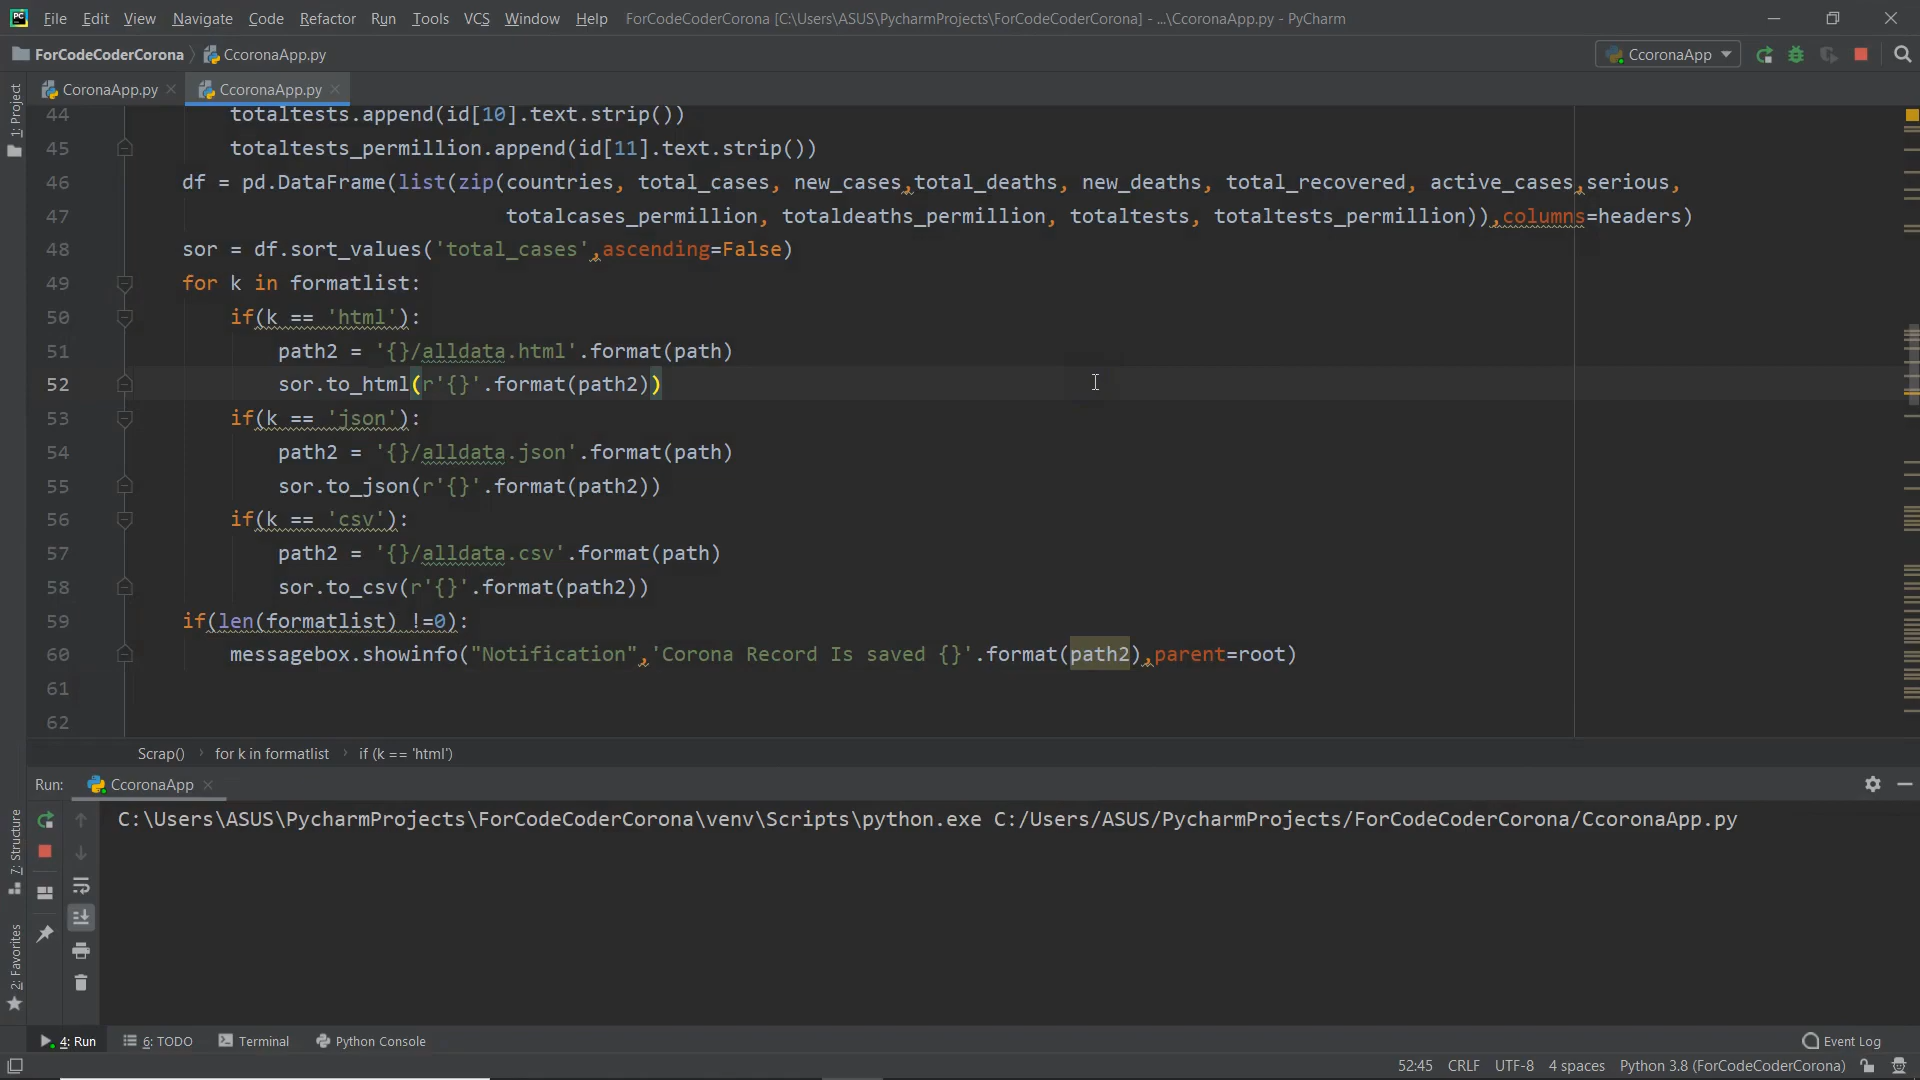 File Edit View Navigate Code Refactor Run Tools VCS Window Help ForCodeCoderCorona [C:\Users\ASUS\PycharmProjects\ForCodeCoderCorona] - ...\CcoronaApp.py - PyCharm
ForCodeCoderCorona CcoronaApp.py CcoronaApp
CoronaApp.py CcoronaApp.py
1: Project
44 totaltests.append(id[10].text.strip())
45 totaltests_permillion.append(id[11].text.strip())
46 df = pd.DataFrame(list(zip(countries, total_cases, new_cases,total_deaths, new_deaths, total_recovered, active_cases,serious,
47 totalcases_permillion, totaldeaths_permillion, totaltests, totaltests_permillion)),columns=headers)
48 sor = df.sort_values('total_cases',ascending=False)
49 for k in formatlist:
50 if(k == 'html'):
51 path2 = '{}/alldata.html'.format(path)
52 sor.to_html(r'{}'.format(path2))
53 if(k == 'json'):
54 path2 = '{}/alldata.json'.format(path)
55 sor.to_json(r'{}'.format(path2))
56 if(k == 'csv'):
57 path2 = '{}/alldata.csv'.format(path)
58 sor.to_csv(r'{}'.format(path2))
59 if(len(formatlist) !=0):
60 messagebox.showinfo("Notification",'Corona Record Is saved {}'.format(path2),parent=root)
61
62
Scrap() for k in formatlist if (k == 'html')
Run: CcoronaApp
C:\Users\ASUS\PycharmProjects\ForCodeCoderCorona\venv\Scripts\python.exe C:/Users/ASUS/PycharmProjects/ForCodeCoderCorona/CcoronaApp.py
7: Structure
2: Favorites
4: Run 6: TODO Terminal Python Console Event Log
52:45 CRLF UTF-8 4 spaces Python 3.8 (ForCodeCoderCorona)